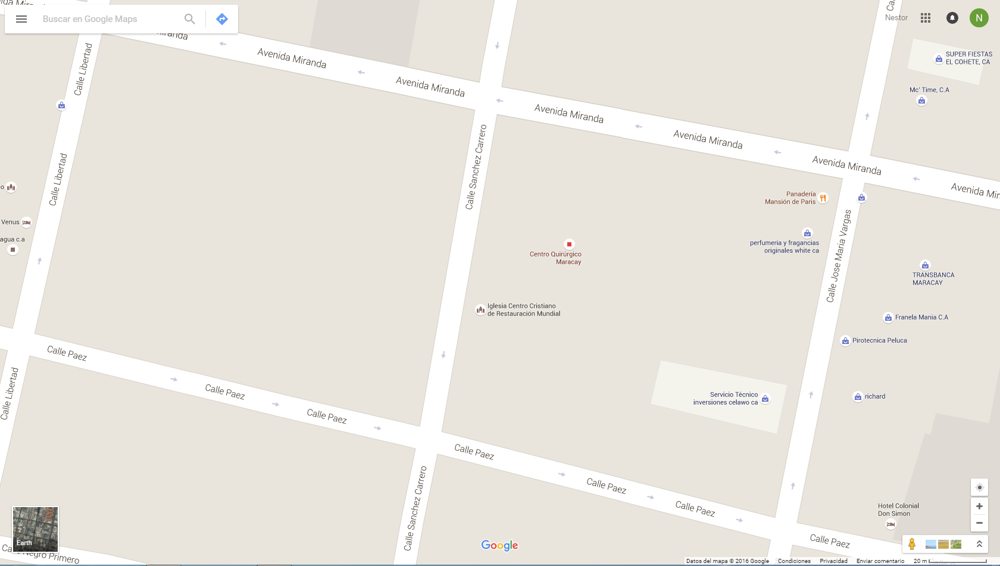 Buscar en Google Maps
Nestor
N
Avenida Miranda
Avenida Miranda
Avenida Miranda
Avenida Miranda
Avenida Miranda
Calle Libertad
Calle Libertad
Calle Libertad
Calle Sanchez Carrero
Calle Sanchez Carrero
Calle Jose Maria Vargas
SUPER FIESTAS
EL COHETE, CA
Mc' Time, C.A
Panadería
Mansión de Paris
perfumeria y fragancias
originales white ca
Venus
agua c.a
Centro Quirúrgico
Maracay
TRANSBANCA
MARACAY
Iglesia Centro Cristiano
de Restauración Mundial
Franela Mania C.A
Pirotecnica Peluca
Calle Paez
Calle Paez
Calle Paez
Calle Paez
Calle Paez
Calle Paez
Calle Paez
Servicio Técnico
inversiones celawo ca
richard
Hotel Colonial
Don Simon
Earth
Negro Primero
Google
Datos del mapa © 2016 Google Condiciones Privacidad Enviar comentario 20 m